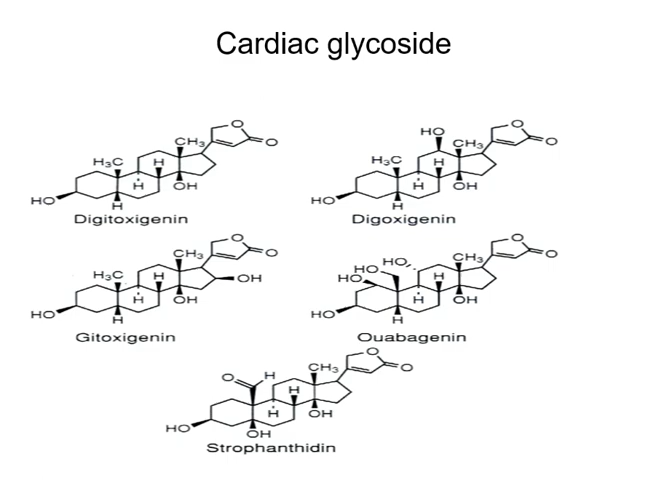 Cardiac glycoside
O
O
CH₃
H₃C
H
H
OH
HO
H
Digitoxigenin
O
O
HO
CH₃
H₃C
H
H
OH
HO
H
Digoxigenin
O
O
CH₃
H₃C
H
OH
H
OH
HO
H
Gitoxigenin
O
O
HO
CH₃
HO
HO
H
H
OH
HO
H
Ouabagenin
O
O
CH₃
O
H
H
H
OH
HO
OH
Strophanthidin